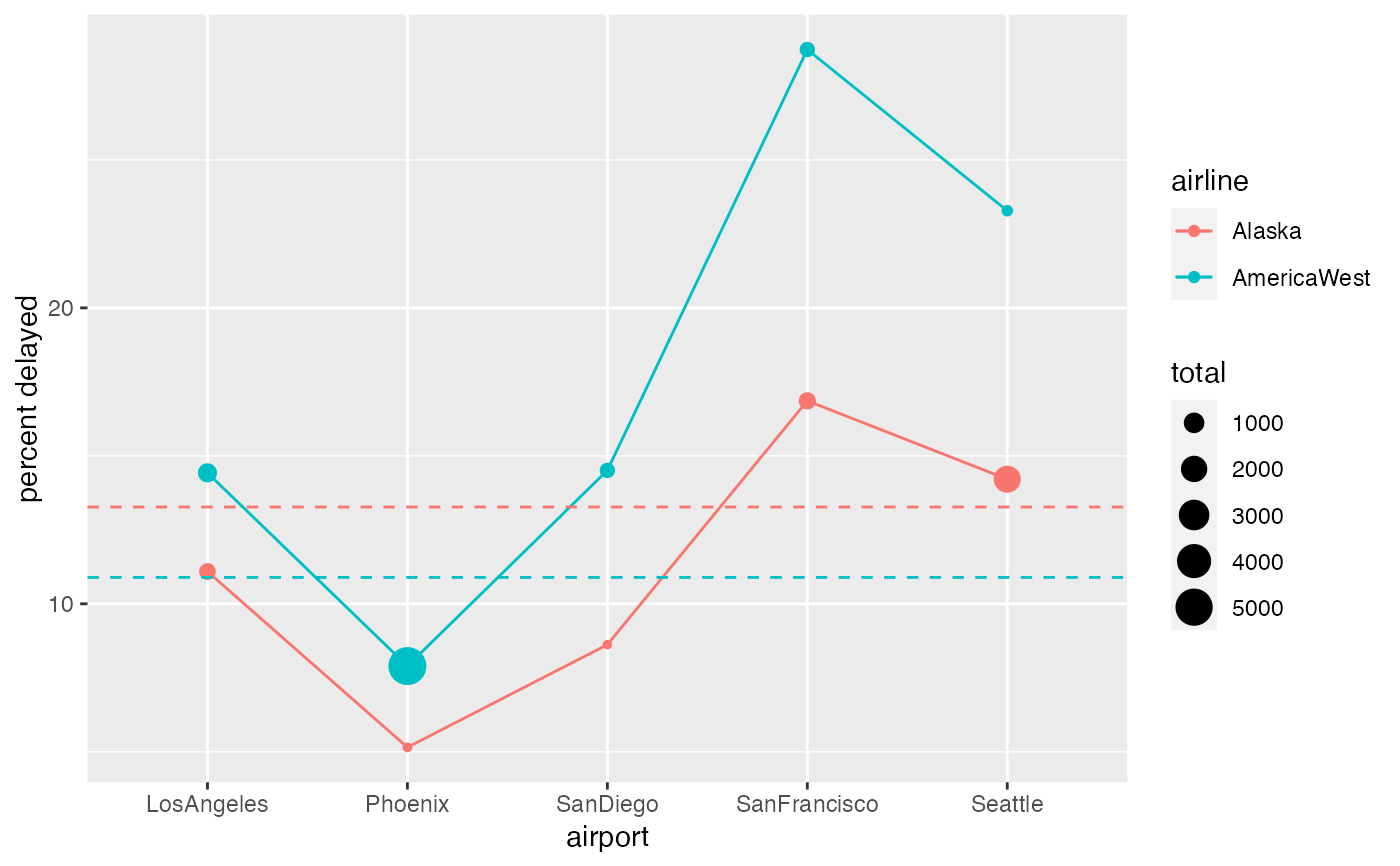 percent delayed
20
10
LosAngeles Phoenix SanDiego SanFrancisco Seattle
airport
airline
Alaska
AmericaWest
total
1000
2000
3000
4000
5000